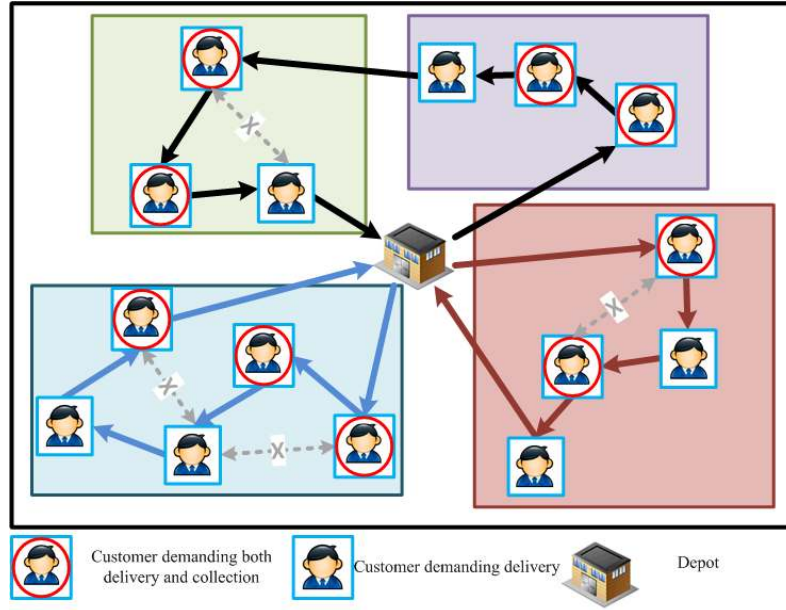 X
X
X
X
Customer demanding both
delivery and collection
Customer demanding delivery
Depot